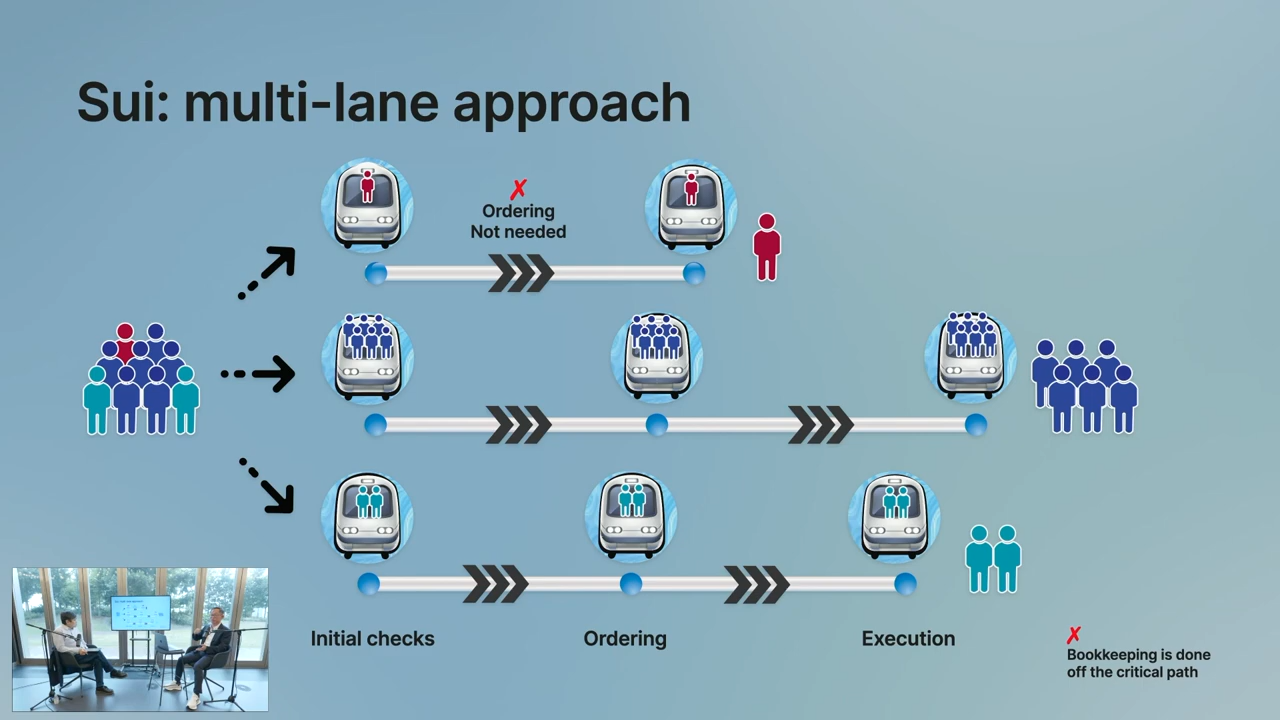 Sui: multi-lane approach
✗
Ordering
Not needed
Initial checks
Ordering
Execution
✗
Bookkeeping is done
off the critical path